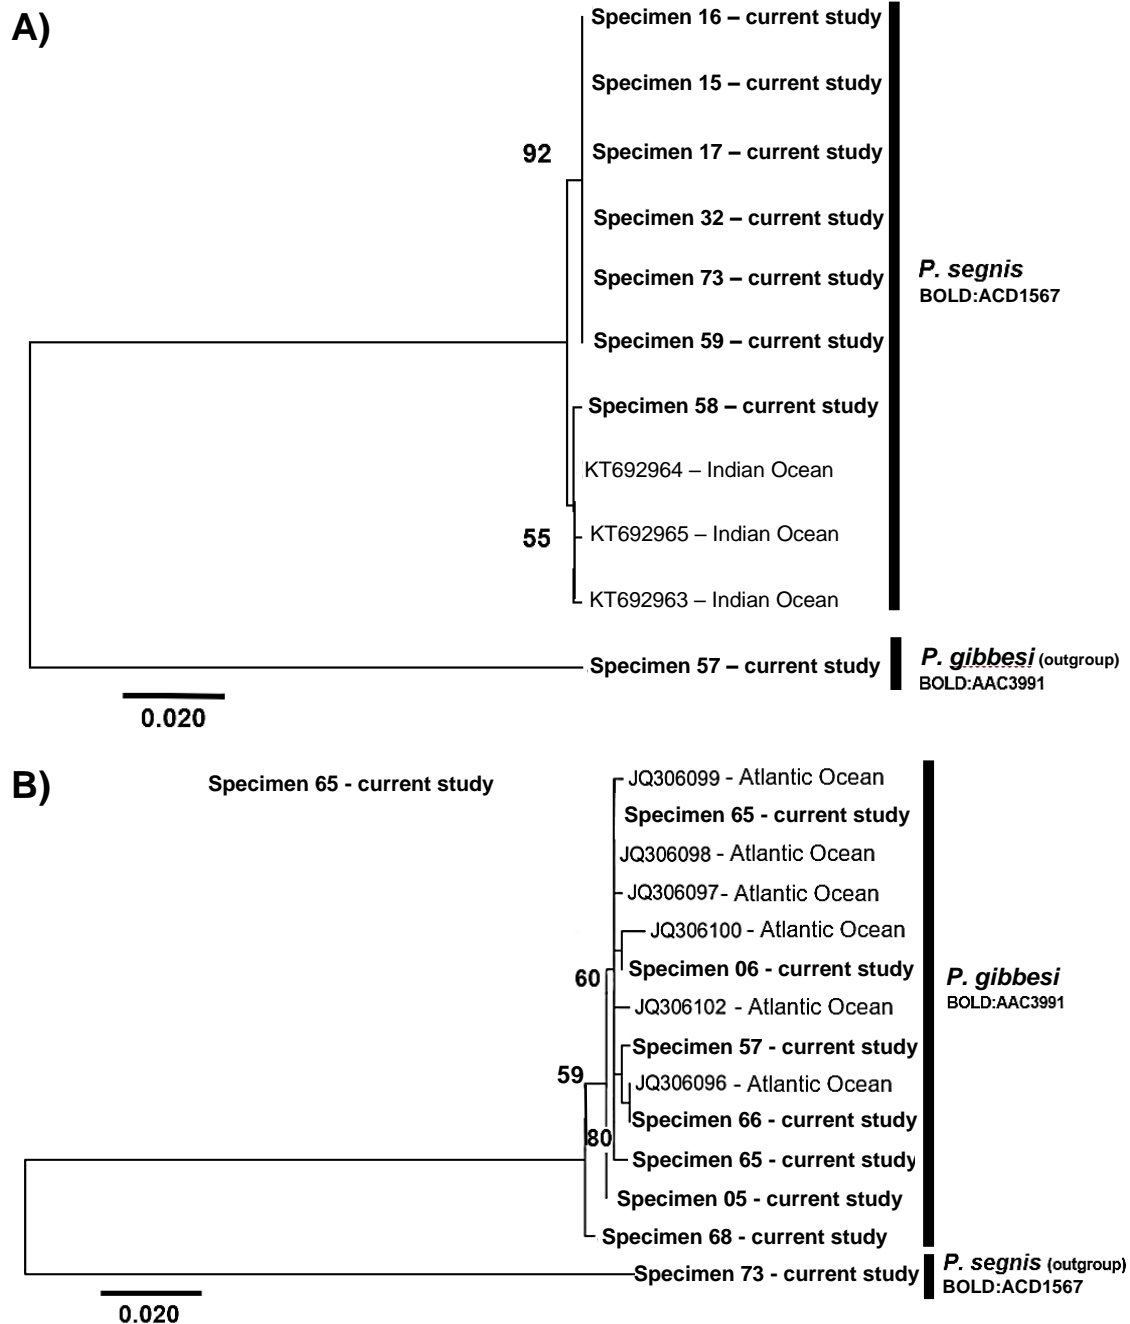 A)
Specimen 16 – current study
Specimen 15 – current study
92
Specimen 17 – current study
Specimen 32 – current study
P. segnis
Specimen 73 – current study
BOLD:ACD1567
Specimen 59 – current study
Specimen 58 – current study
KT692964 – Indian Ocean
55
KT692965 – Indian Ocean
KT692963 – Indian Ocean
Specimen 57 – current study
P. gibbesi (outgroup)
BOLD:AAC3991
0.020
B)
Specimen 65 - current study
JQ306099 - Atlantic Ocean
Specimen 65 - current study
JQ306098 - Atlantic Ocean
JQ306097- Atlantic Ocean
JQ306100 - Atlantic Ocean
Specimen 06 - current study
60
P. gibbesi
BOLD:AAC3991
JQ306102 - Atlantic Ocean
Specimen 57 - current study
59
JQ306096 - Atlantic Ocean
Specimen 66 - current study
80
Specimen 65 - current study
Specimen 05 - current study
Specimen 68 - current study
P. segnis (outgroup)
Specimen 73 - current study
BOLD:ACD1567
0.020